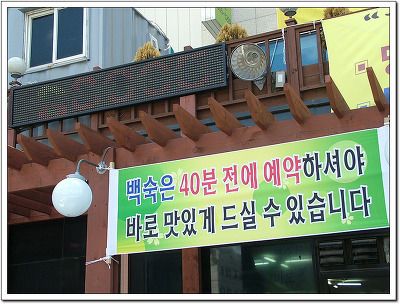 백숙은 40분 전에 예약하셔야
바로 맛있게 드실 수 있습니다